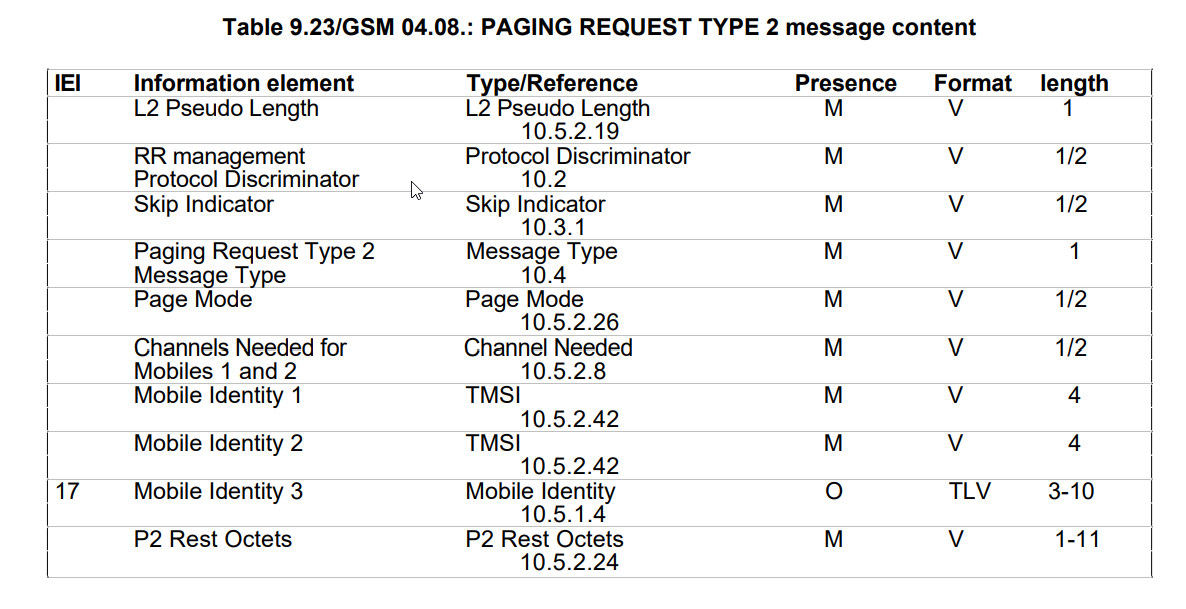 Table 9.23/GSM 04.08.: PAGING REQUEST TYPE 2 message content
IEI Information element Type/Reference Presence Format length
L2 Pseudo Length L2 Pseudo Length M V 1
10.5.2.19
RR management Protocol Discriminator M V 1/2
Protocol Discriminator 10.2
Skip Indicator Skip Indicator M V 1/2
10.3.1
Paging Request Type 2 Message Type M V 1
Message Type 10.4
Page Mode Page Mode M V 1/2
10.5.2.26
Channels Needed for Channel Needed M V 1/2
Mobiles 1 and 2 10.5.2.8
Mobile Identity 1 TMSI M V 4
10.5.2.42
Mobile Identity 2 TMSI M V 4
10.5.2.42
17 Mobile Identity 3 Mobile Identity O TLV 3-10
10.5.1.4
P2 Rest Octets P2 Rest Octets M V 1-11
10.5.2.24